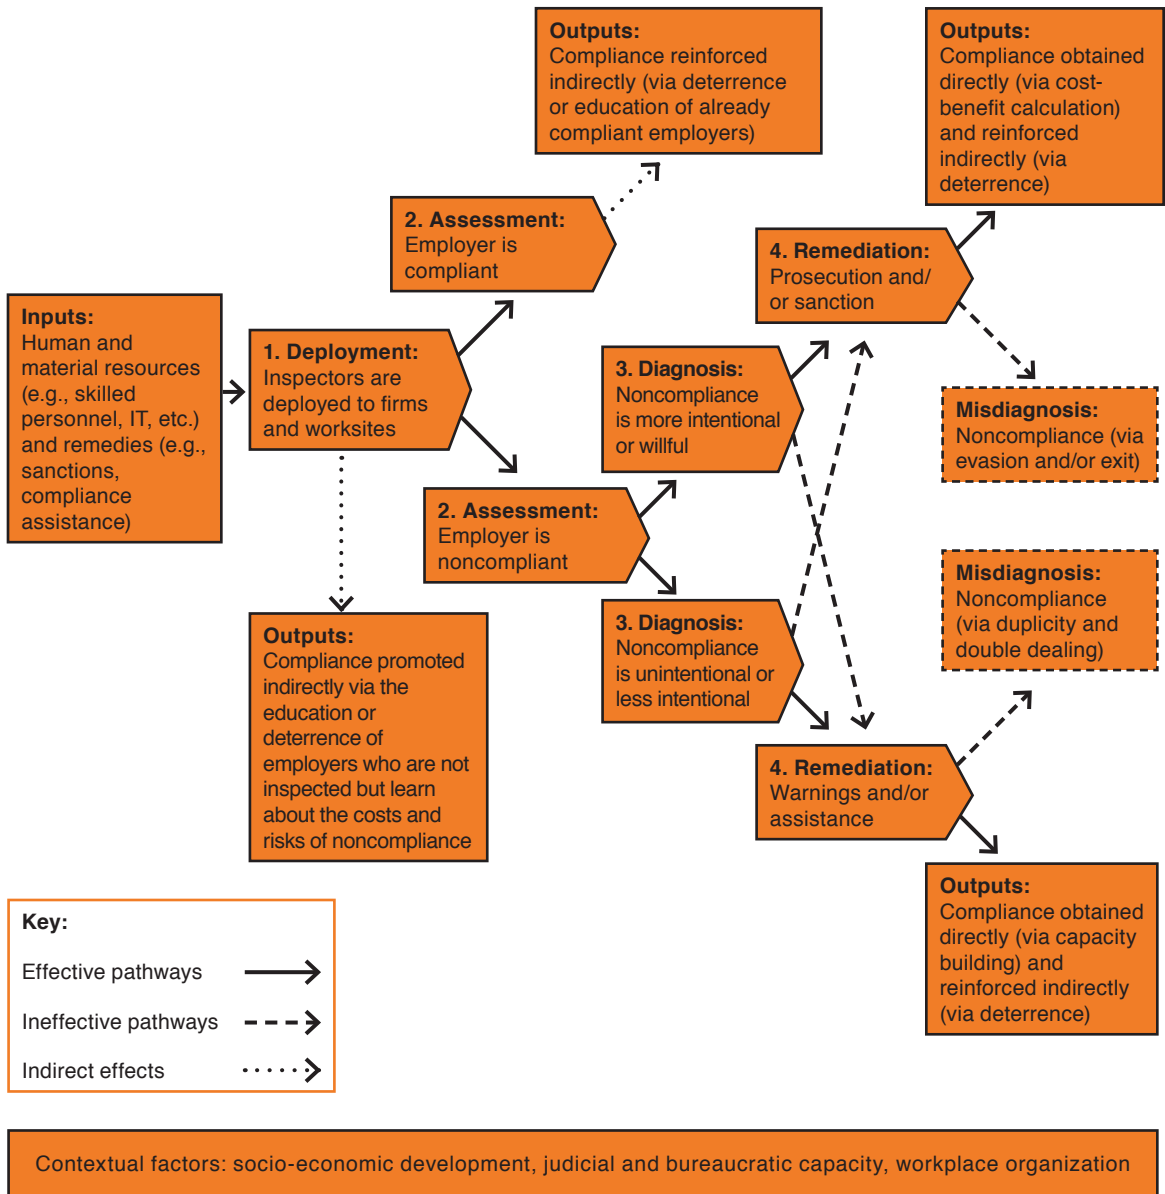 Outputs:
Compliance reinforced
indirectly (via deterrence
or education of already
compliant employers)
Outputs:
Compliance obtained
directly (via cost-
benefit calculation)
and reinforced
indirectly (via
deterrence)
2. Assessment:
Employer is
compliant
4. Remediation:
Prosecution and/
or sanction
Inputs:
Human and
material resources
(e.g., skilled
personnel, IT, etc.)
and remedies (e.g.,
sanctions,
compliance
assistance)
1. Deployment:
Inspectors are
deployed to firms
and worksites
3. Diagnosis:
Noncompliance
is more intentional
or willful
Misdiagnosis:
Noncompliance (via
evasion and/or exit)
2. Assessment:
Employer is
noncompliant
Misdiagnosis:
Noncompliance
(via duplicity and
double dealing)
3. Diagnosis:
Noncompliance
is unintentional or
less intentional
Outputs:
Compliance promoted
indirectly via the
education or
deterrence of
employers who are not
inspected but learn
about the costs and
risks of noncompliance
4. Remediation:
Warnings and/or
assistance
Outputs:
Compliance obtained
directly (via capacity
building) and
reinforced indirectly
(via deterrence)
Key:
Effective pathways
Ineffective pathways
Indirect effects
Contextual factors: socio-economic development, judicial and bureaucratic capacity, workplace organization